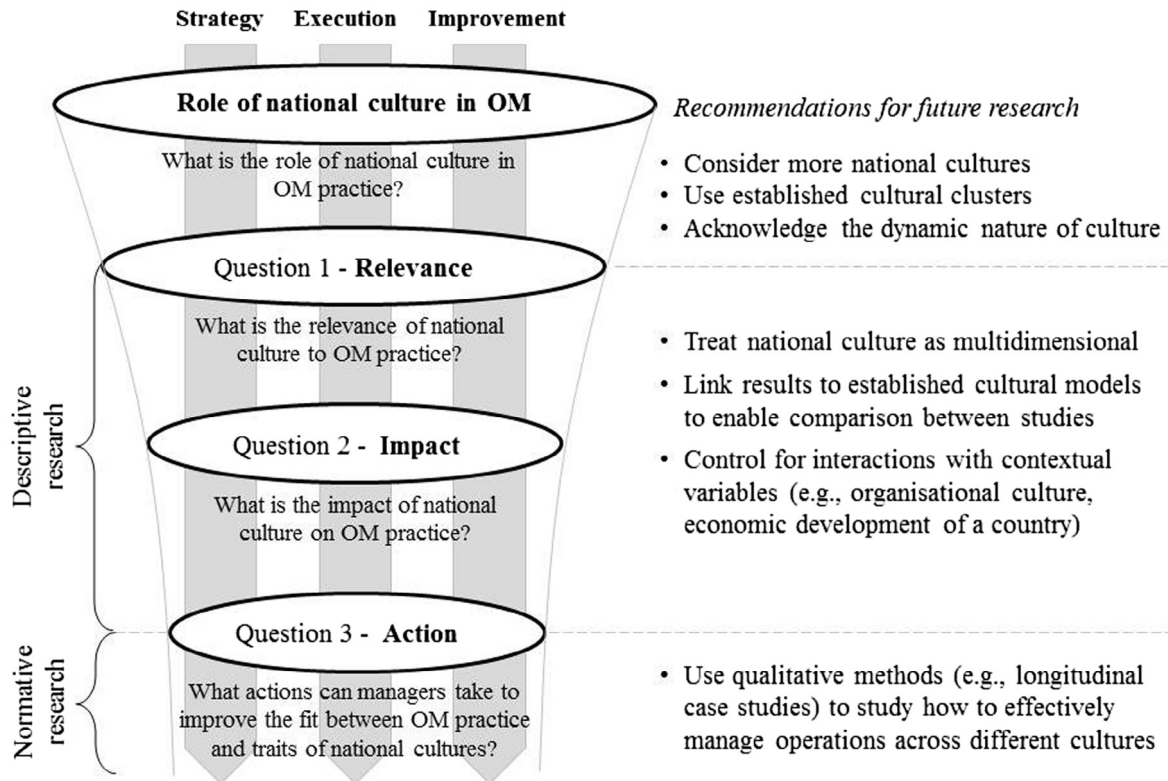 Strategy Execution Improvement
Role of national culture in OM
What is the role of national culture in
OM practice?
Recommendations for future research
• Consider more national cultures
• Use established cultural clusters
• Acknowledge the dynamic nature of culture
Question 1 - Relevance
What is the relevance of national
culture to OM practice?
Question 2 - Impact
What is the impact of national
culture on OM practice?
• Treat national culture as multidimensional
• Link results to established cultural models
to enable comparison between studies
• Control for interactions with contextual
variables (e.g., organisational culture,
economic development of a country)
Descriptive
research
Question 3 - Action
What actions can managers take to
improve the fit between OM practice
and traits of national cultures?
• Use qualitative methods (e.g., longitudinal
case studies) to study how to effectively
manage operations across different cultures
Normative
research